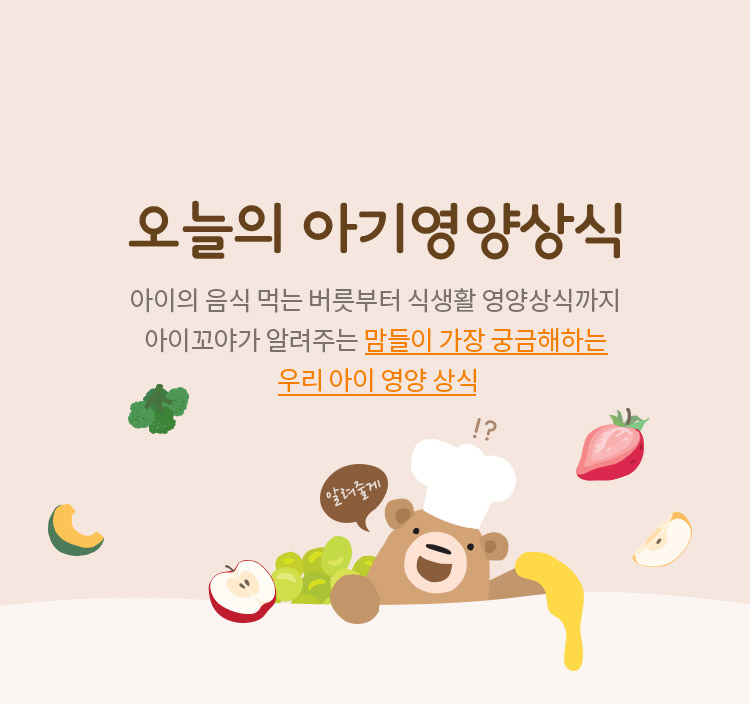 오늘의 아기영양상식
아이의 음식 먹는 버릇부터 식생활 영양상식까지
아이꼬야가 알려주는 맘들이 가장 궁금해하는
우리 아이 영양 상식
!?
알려줄게